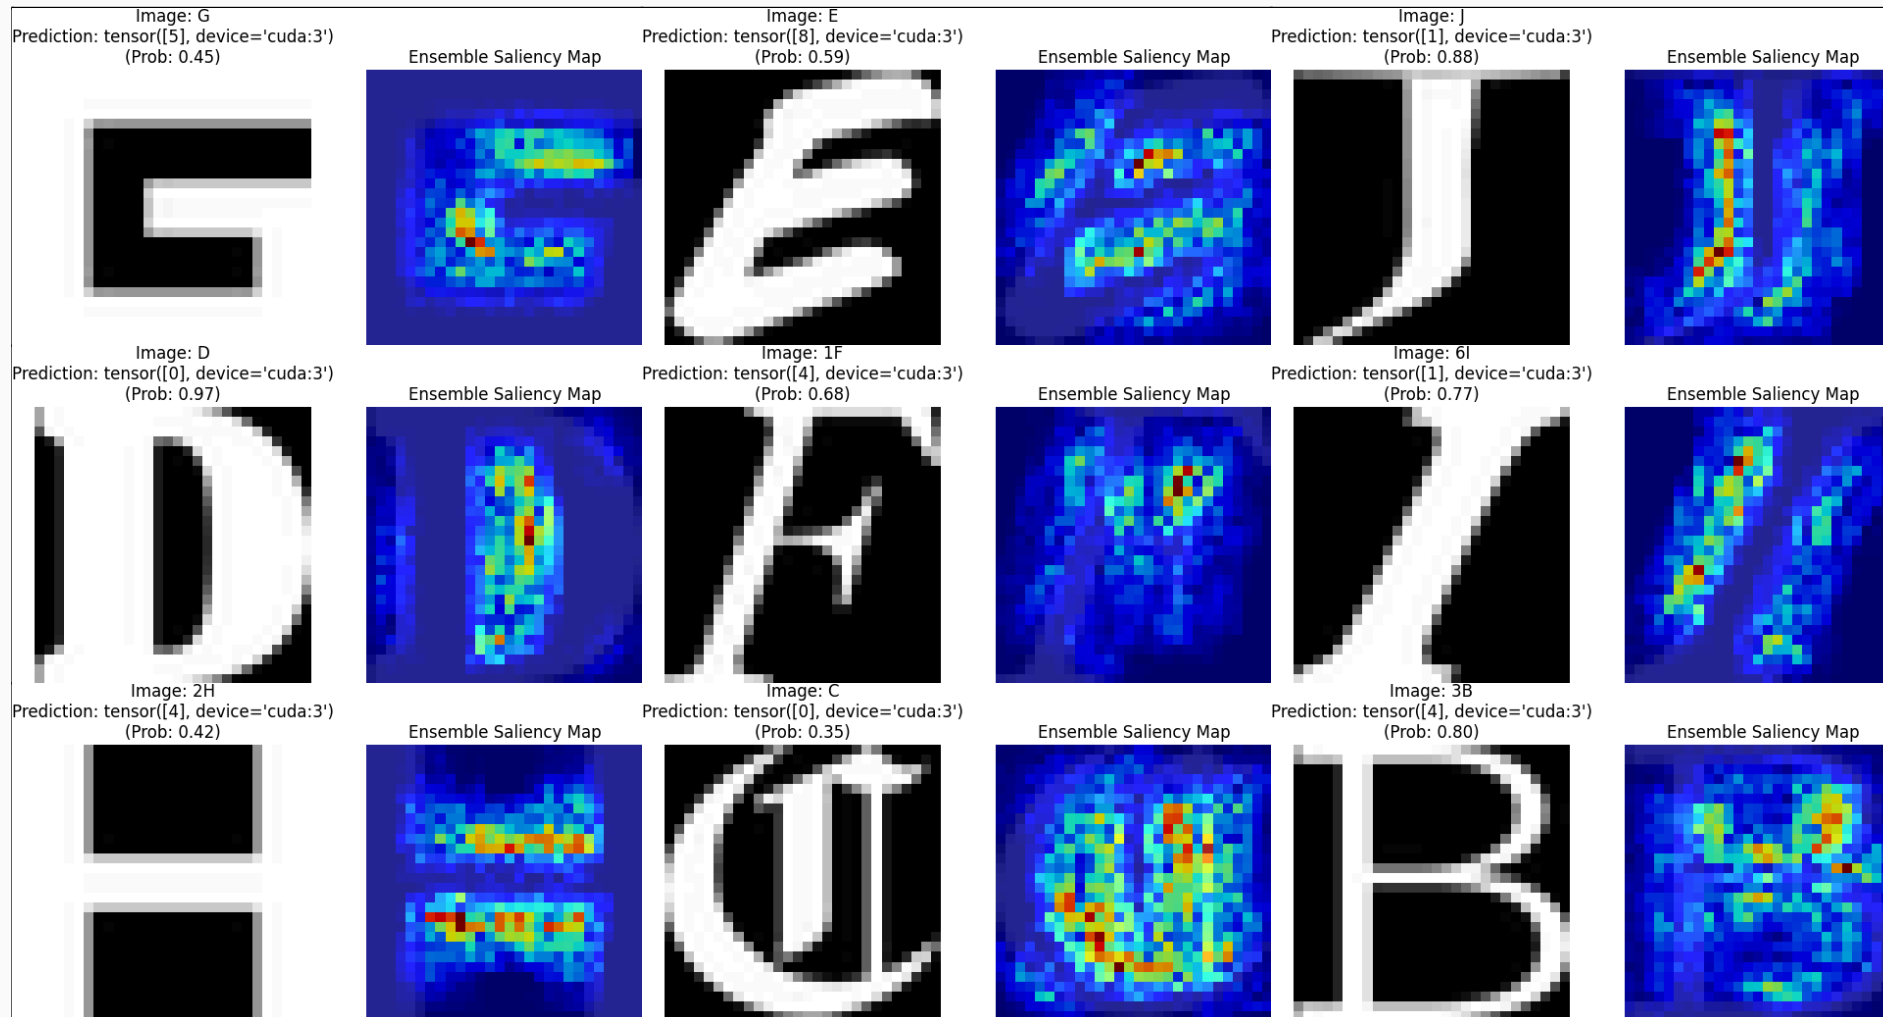 Image: G
Prediction: tensor([5], device='cuda:3')
(Prob: 0.45)
Ensemble Saliency Map
Image: E
Prediction: tensor([8], device='cuda:3')
(Prob: 0.59)
Ensemble Saliency Map
Image: J
Prediction: tensor([1], device='cuda:3')
(Prob: 0.88)
Ensemble Saliency Map
E
J
Image: D
Prediction: tensor([0], device='cuda:3')
(Prob: 0.97)
Ensemble Saliency Map
Image: 1F
Prediction: tensor([4], device='cuda:3')
(Prob: 0.68)
Ensemble Saliency Map
Image: 6I
Prediction: tensor([1], device='cuda:3')
(Prob: 0.77)
Ensemble Saliency Map
D
F
I
Image: 2H
Prediction: tensor([4], device='cuda:3')
(Prob: 0.42)
Ensemble Saliency Map
Image: C
Prediction: tensor([0], device='cuda:3')
(Prob: 0.35)
Ensemble Saliency Map
Image: 3B
Prediction: tensor([4], device='cuda:3')
(Prob: 0.80)
Ensemble Saliency Map
H
C
B